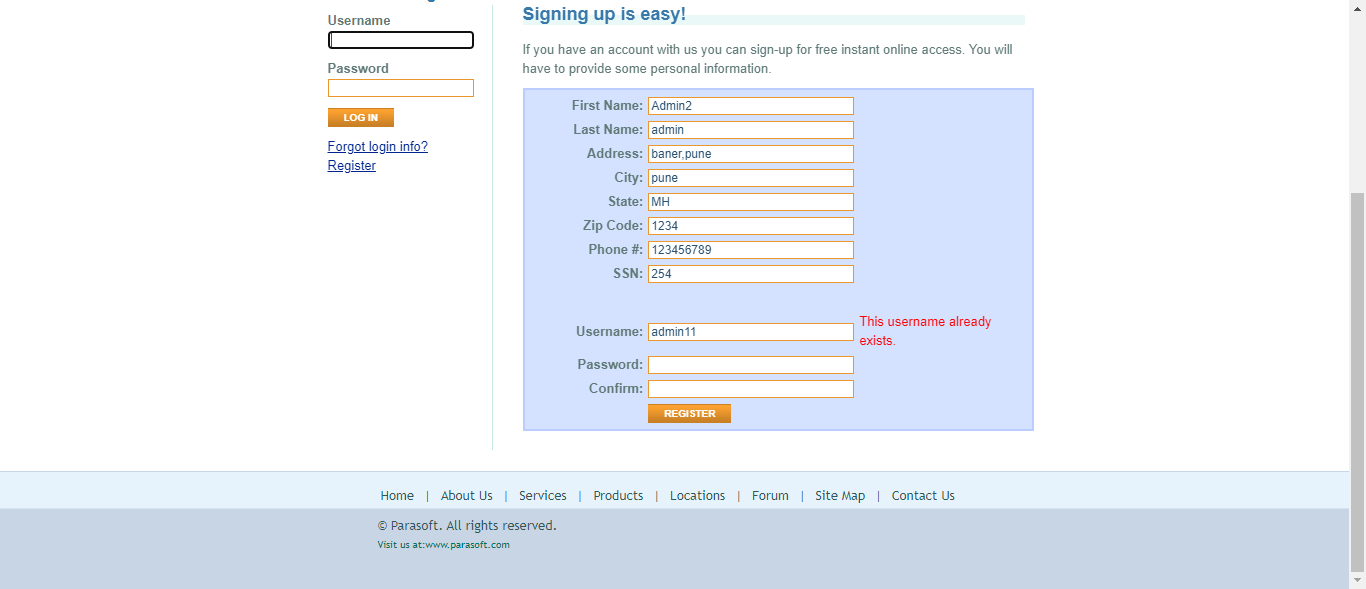 Username
Password
LOG IN
Forgot login info?
Register
Signing up is easy!
If you have an account with us you can sign-up for free instant online access. You will
have to provide some personal information.
First Name: Admin2
Last Name: admin
Address: baner,pune
City: pune
State: MH
Zip Code: 1234
Phone #: 123456789
SSN: 254
Username: admin11 This username already
exists.
Password:
Confirm:
REGISTER
Home | About Us | Services | Products | Locations | Forum | Site Map | Contact Us
© Parasoft. All rights reserved.
Visit us at:www.parasoft.com